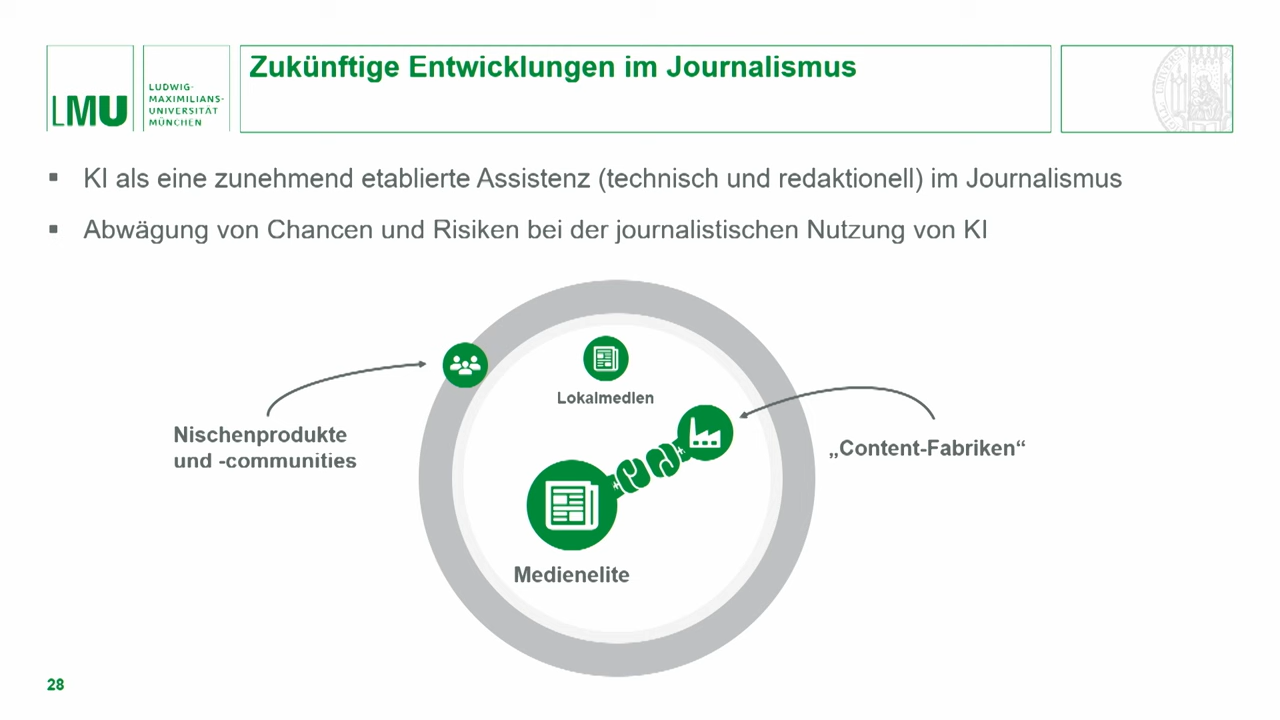 LMU
LUDWIG-
MAXIMILIANS-
UNIVERSITÄT
MÜNCHEN
Zukünftige Entwicklungen im Journalismus
▪ KI als eine zunehmend etablierte Assistenz (technisch und redaktionell) im Journalismus
▪ Abwägung von Chancen und Risiken bei der journalistischen Nutzung von KI
Lokalmedien
Nischenprodukte
und -communities
„Content-Fabriken“
Medienelite
28